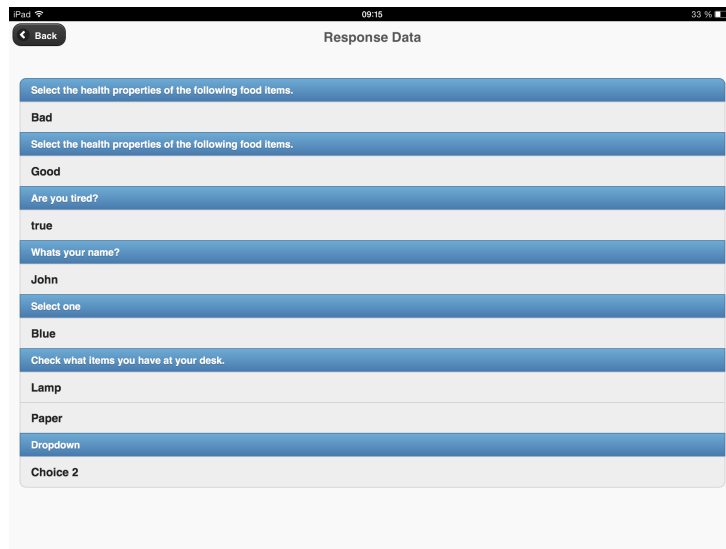 iPad 09:15 33 %
Back
Response Data
Select the health properties of the following food items.
Bad
Select the health properties of the following food items.
Good
Are you tired?
true
Whats your name?
John
Select one
Blue
Check what items you have at your desk.
Lamp
Paper
Dropdown
Choice 2